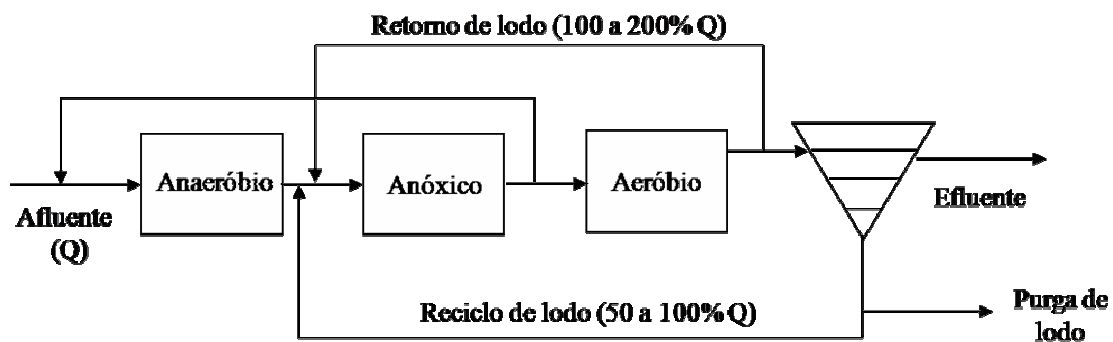 Retorno de lodo (100 a 200% Q)
Anaeróbio
Anóxico
Aeróbio
Afluente
(Q)
Efluente
Reciclo de lodo (50 a 100% Q)
Purga de
lodo